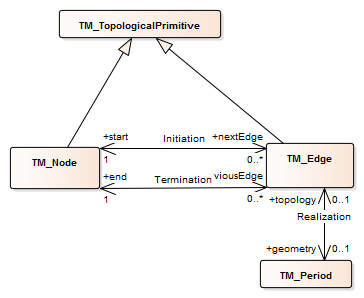 TM_TopologicalPrimitive
+start Initiation +nextEdge
1 0..*
TM_Node
TM_Edge
+end Termination viousEdge
1 0..*
+topology 0..1
Realization
+geometry 0..1
TM_Period